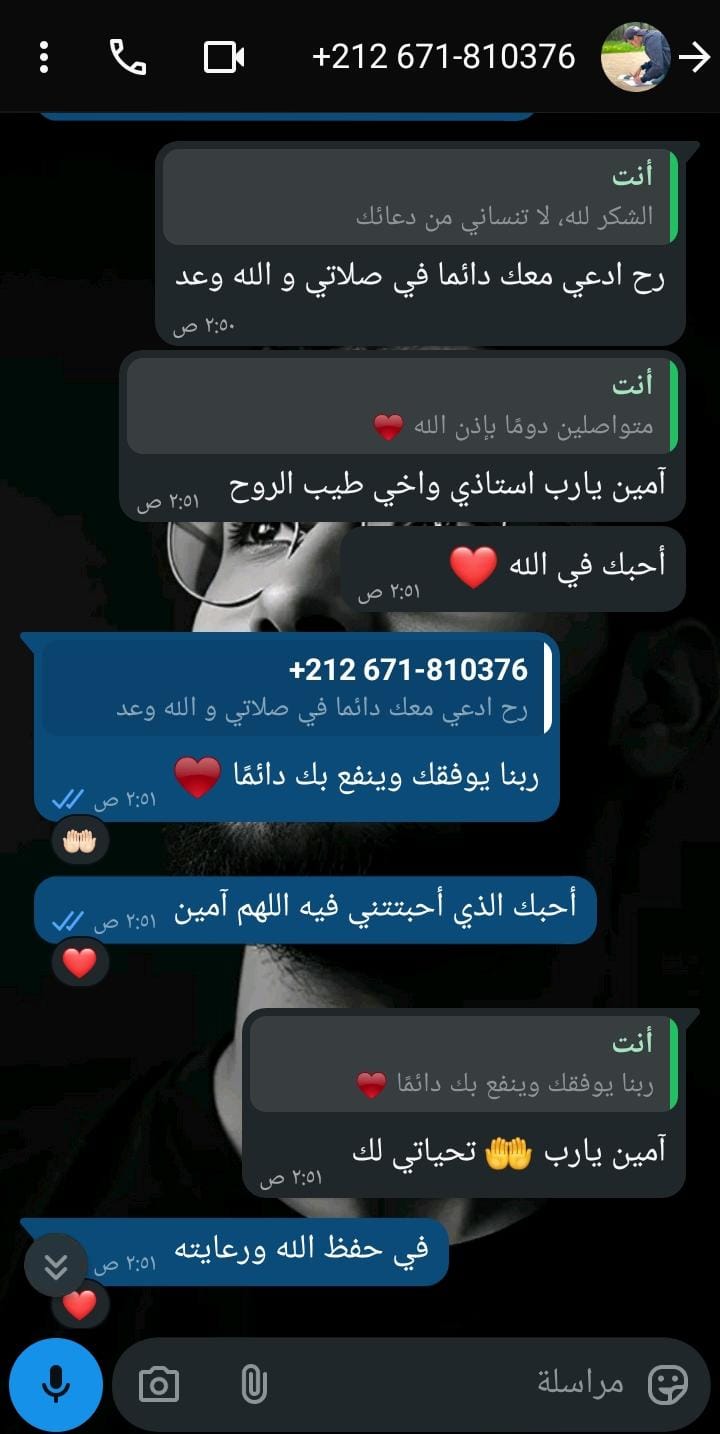 +212 671-810376
أنت
الشكر لله، لا تنساني من دعائك
رح ادعي معك دائما في صلاتي و الله وعد
٢:٥٠ ص
أنت
متواصلين دومًا بإذن الله ❤️
آمين يارب استاذي واخي طيب الروح
٢:٥١ ص
أحبك في الله ❤️
٢:٥١ ص
+212 671-810376
رح ادعي معك دائما في صلاتي و الله وعد
ربنا يوفقك وينفع بك دائمًا ❤️
٢:٥١ ص
أحبك الذي أحبتتني فيه اللهم آمين
٢:٥١ ص
أنت
ربنا يوفقك وينفع بك دائمًا ❤️
آمين يارب 🤲 تحياتي لك
٢:٥١ ص
في حفظ الله ورعايته
٢:٥١ ص
مراسلة